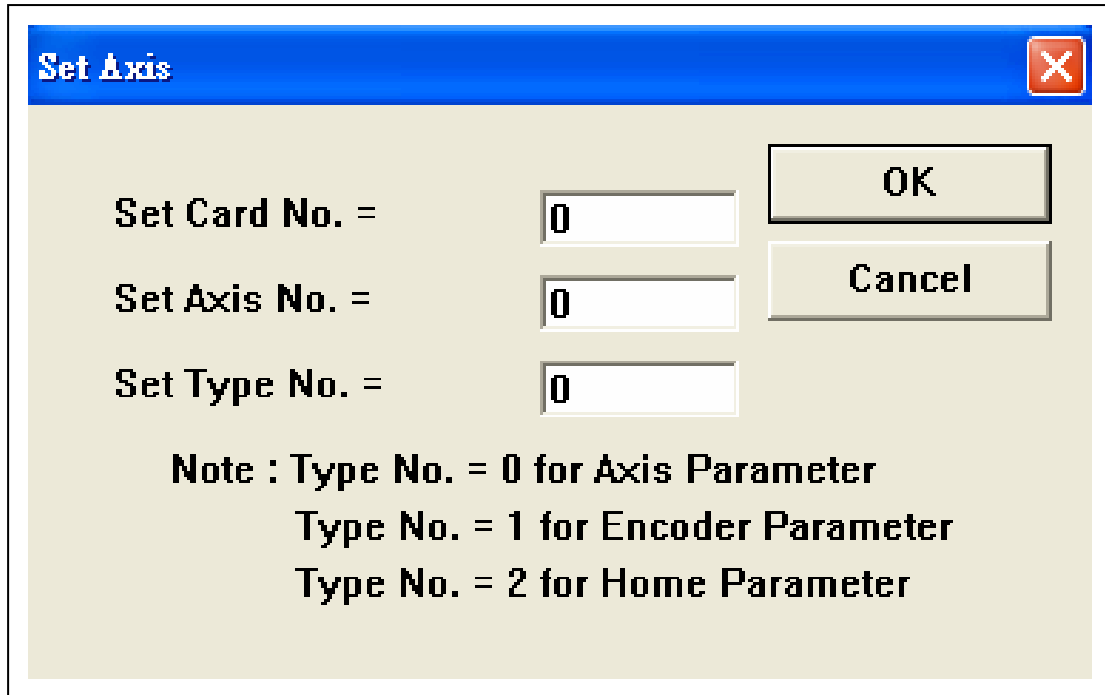 Set Axis
Set Card No. =
0
OK
Set Axis No. =
0
Cancel
Set Type No. =
0
Note : Type No. = 0 for Axis Parameter
Type No. = 1 for Encoder Parameter
Type No. = 2 for Home Parameter